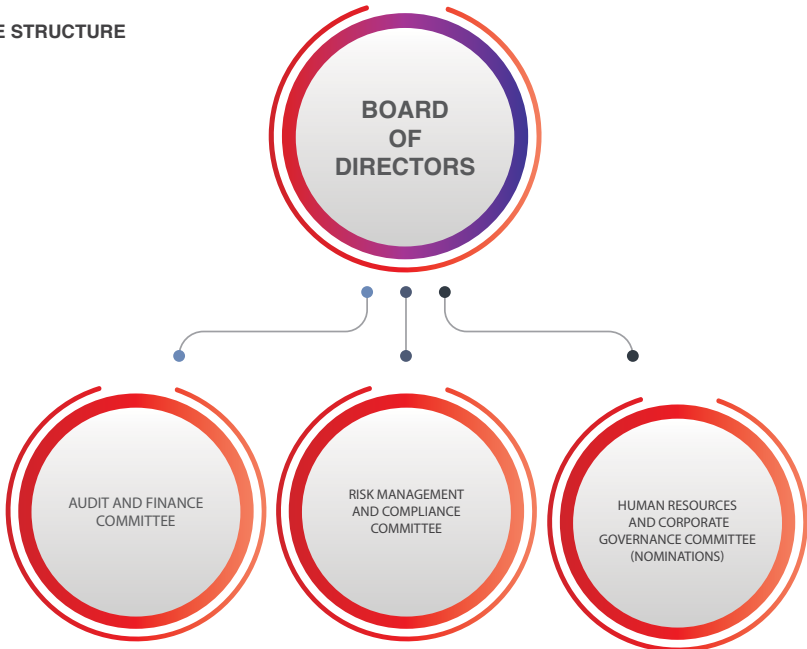 E STRUCTURE
BOARD
OF
DIRECTORS
AUDIT AND FINANCE
COMMITTEE
RISK MANAGEMENT
AND COMPLIANCE
COMMITTEE
HUMAN RESOURCES
AND CORPORATE
GOVERNANCE COMMITTEE
(NOMINATIONS)